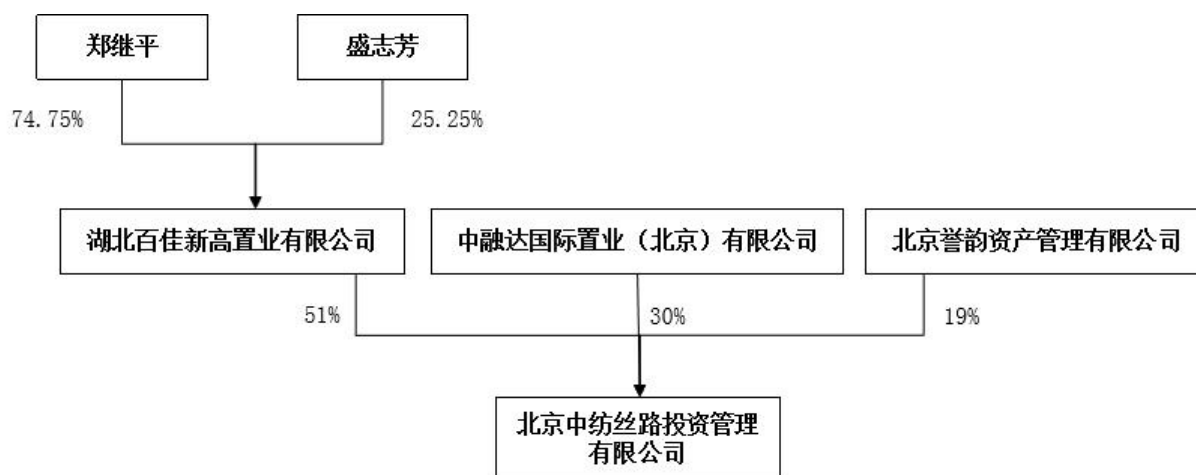 郑继平
盛志芳
74.75%
25.25%
湖北百佳新高置业有限公司
中融达国际置业（北京）有限公司
北京誉韵资产管理有限公司
51%
30%
19%
北京中纺丝路投资管理
有限公司